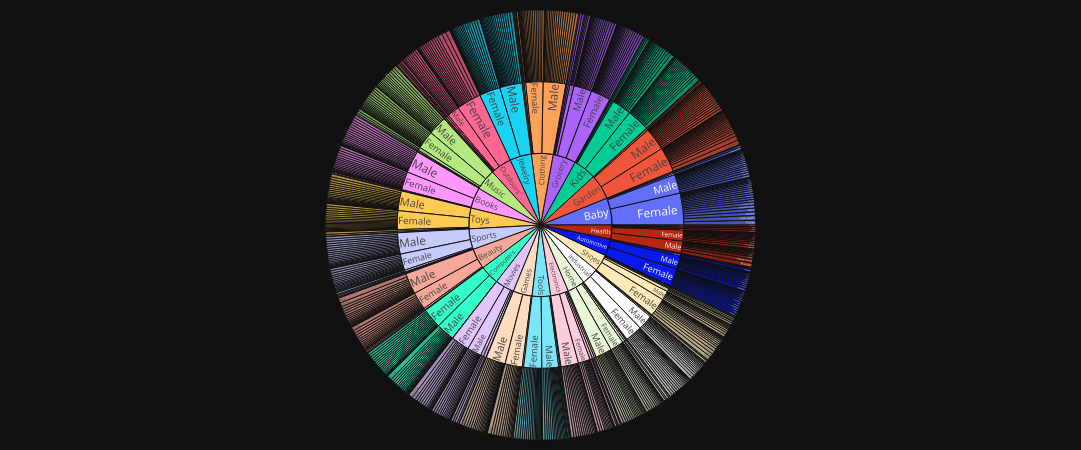 Baby
Male
Female
Garden
Male
Female
Kids
Male
Female
Grocery
Male
Female
Clothing
Male
Female
Jewelry
Male
Female
Outdoors
Male
Female
Music
Male
Female
Books
Male
Female
Toys
Male
Female
Sports
Male
Female
Beauty
Male
Female
Computers
Female
Male
Movies
Female
Male
Games
Male
Female
Tools
Female
Male
Electronics
Male
Female
Home
Male
Female
Industrial
Female
Male
Shoes
Female
Automotive
Male
Female
Health
Female
Male